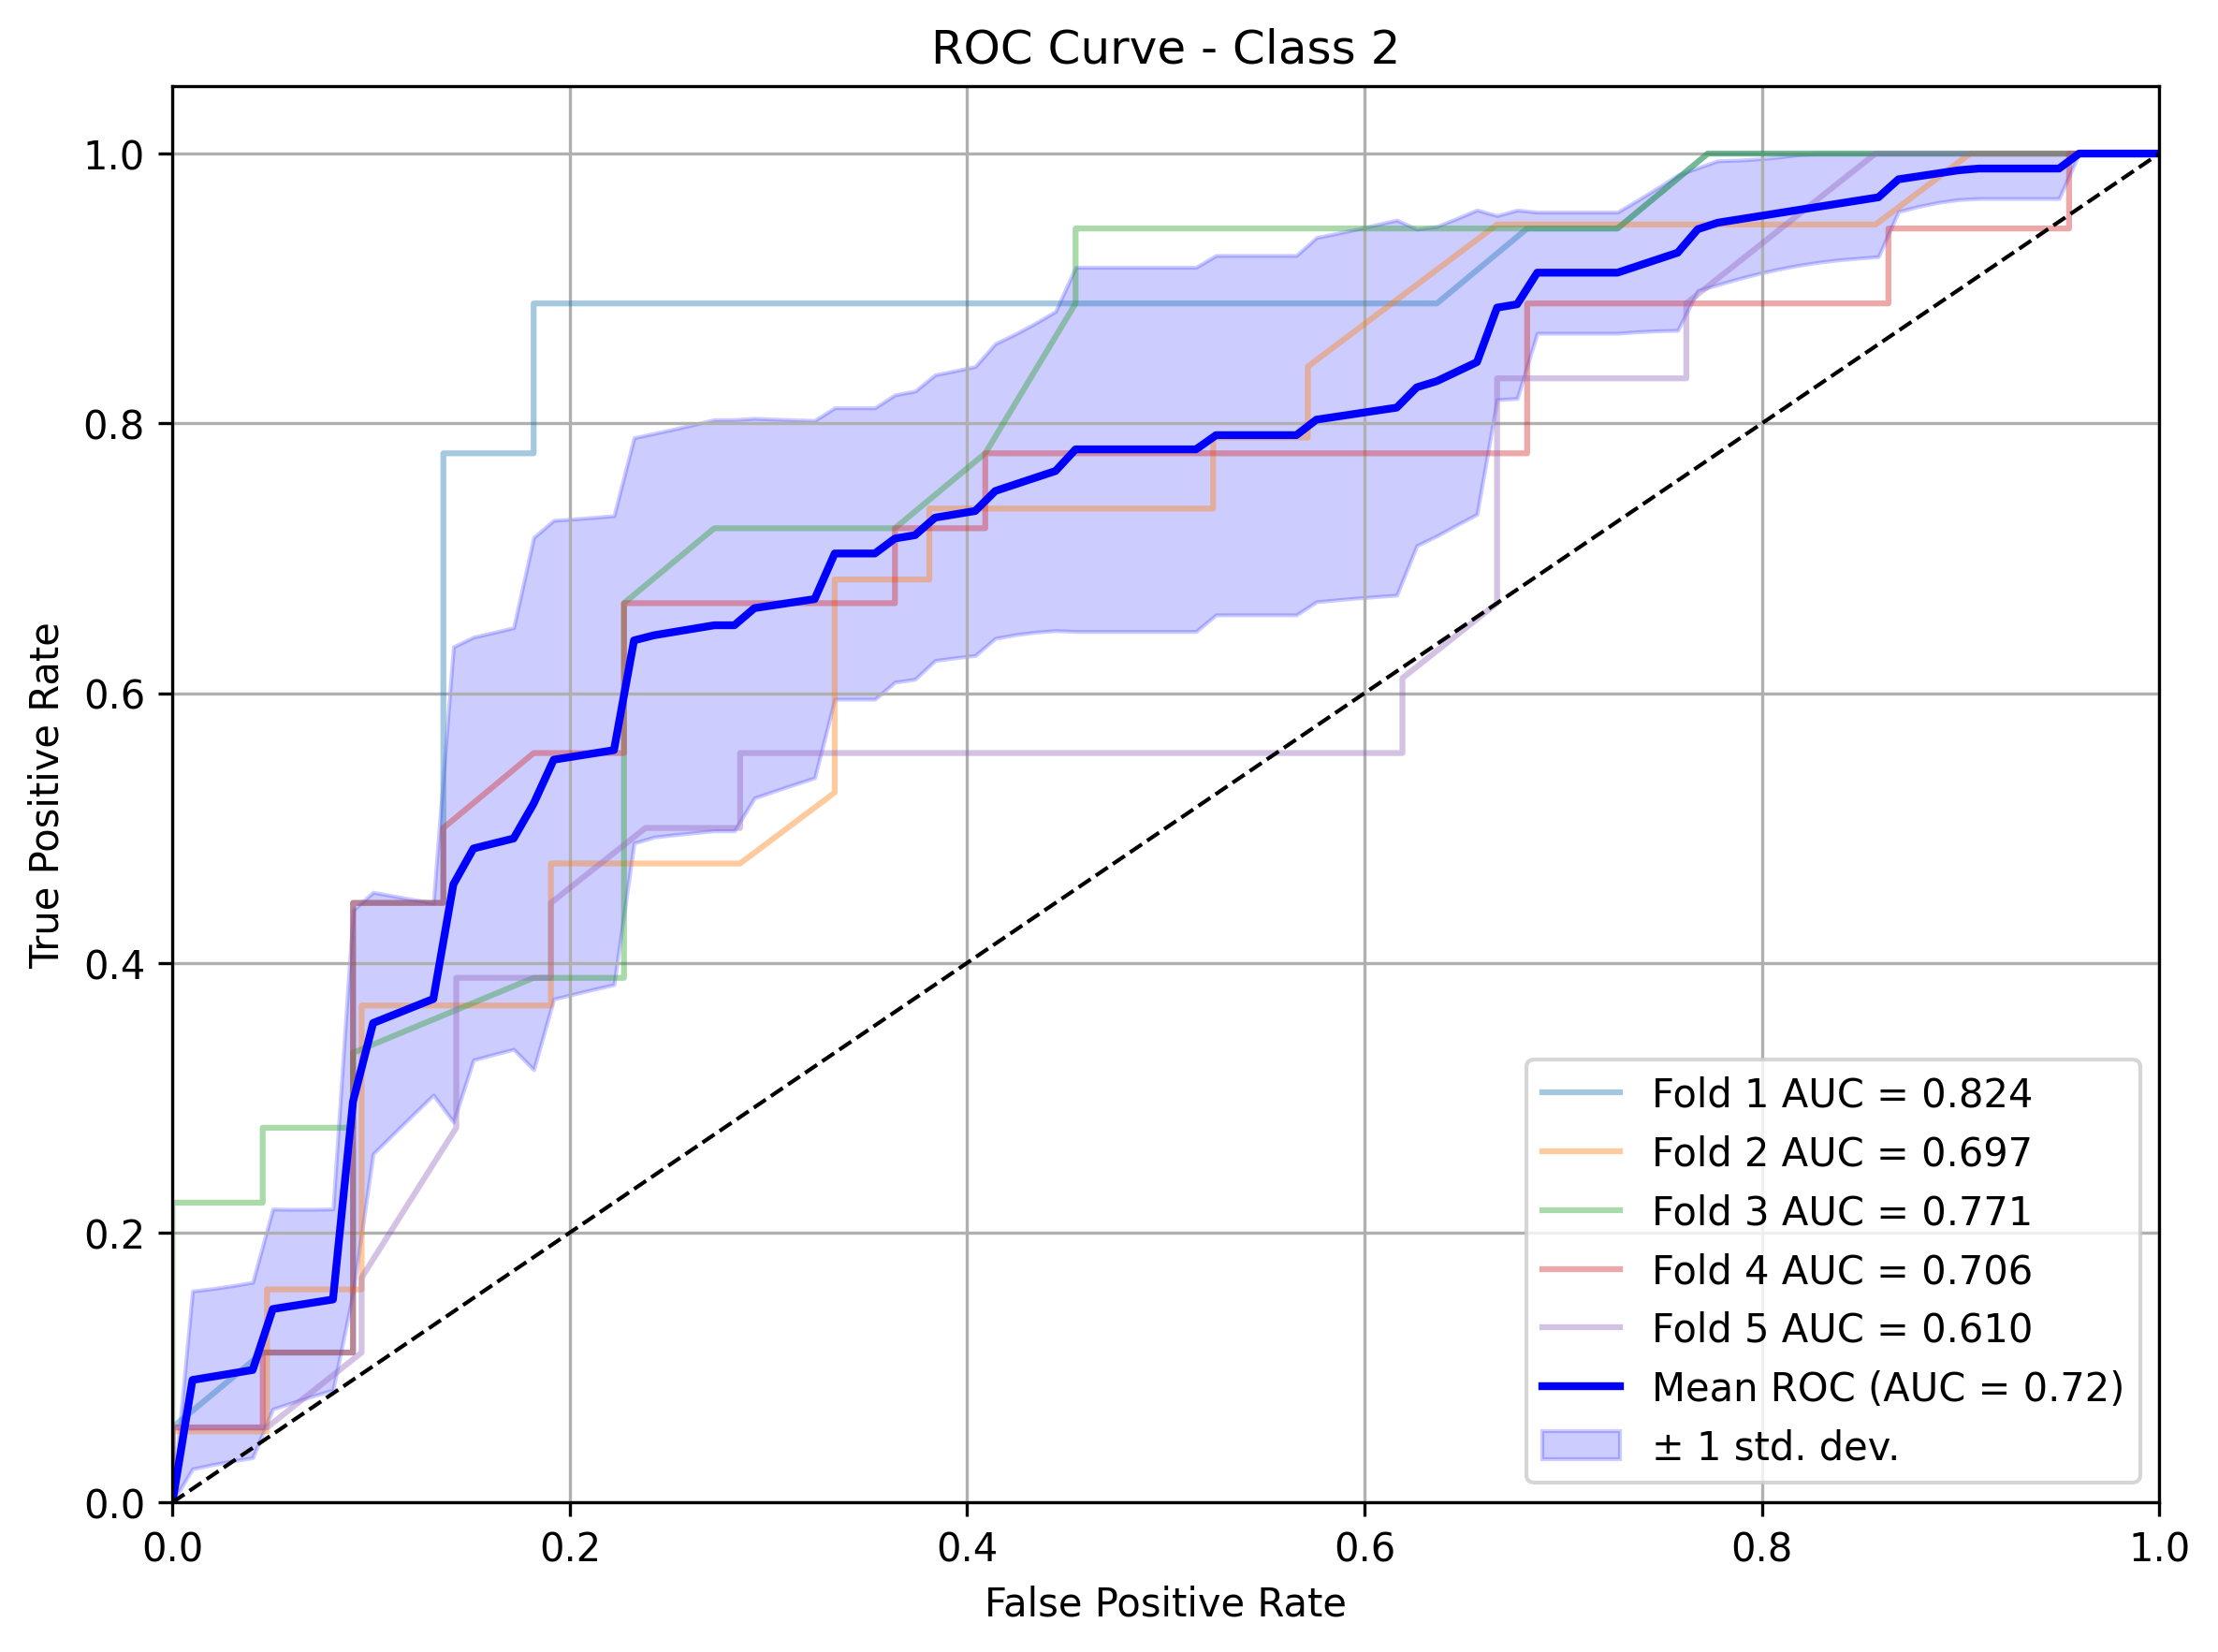 ROC Curve - Class 2
True Positive Rate
1.0
0.8
0.6
0.4
0.2
0.0
0.0 0.2 0.4 0.6 0.8 1.0
False Positive Rate
Fold 1 AUC = 0.824
Fold 2 AUC = 0.697
Fold 3 AUC = 0.771
Fold 4 AUC = 0.706
Fold 5 AUC = 0.610
Mean ROC (AUC = 0.72)
± 1 std. dev.